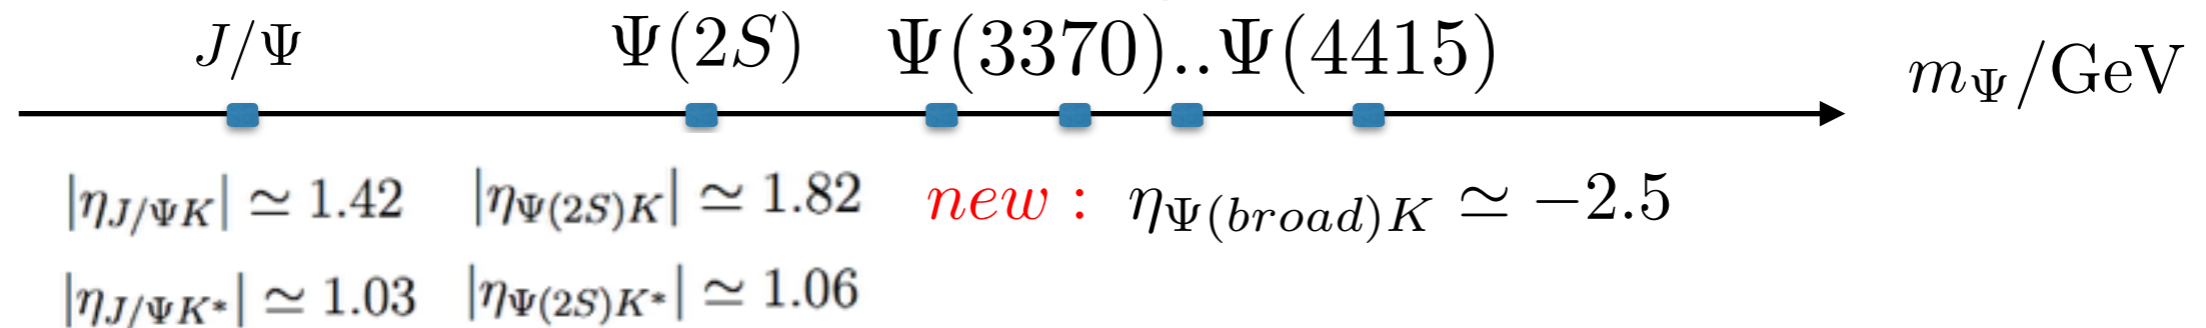 J/Ψ Ψ(2S) Ψ(3370)..Ψ(4415) m_Ψ/GeV
|η_{J/ΨK}| ≃ 1.42 |η_{Ψ(2S)K}| ≃ 1.82 new : η_{Ψ(broad)K} ≃ −2.5
|η_{J/ΨK*}| ≃ 1.03 |η_{Ψ(2S)K*}| ≃ 1.06